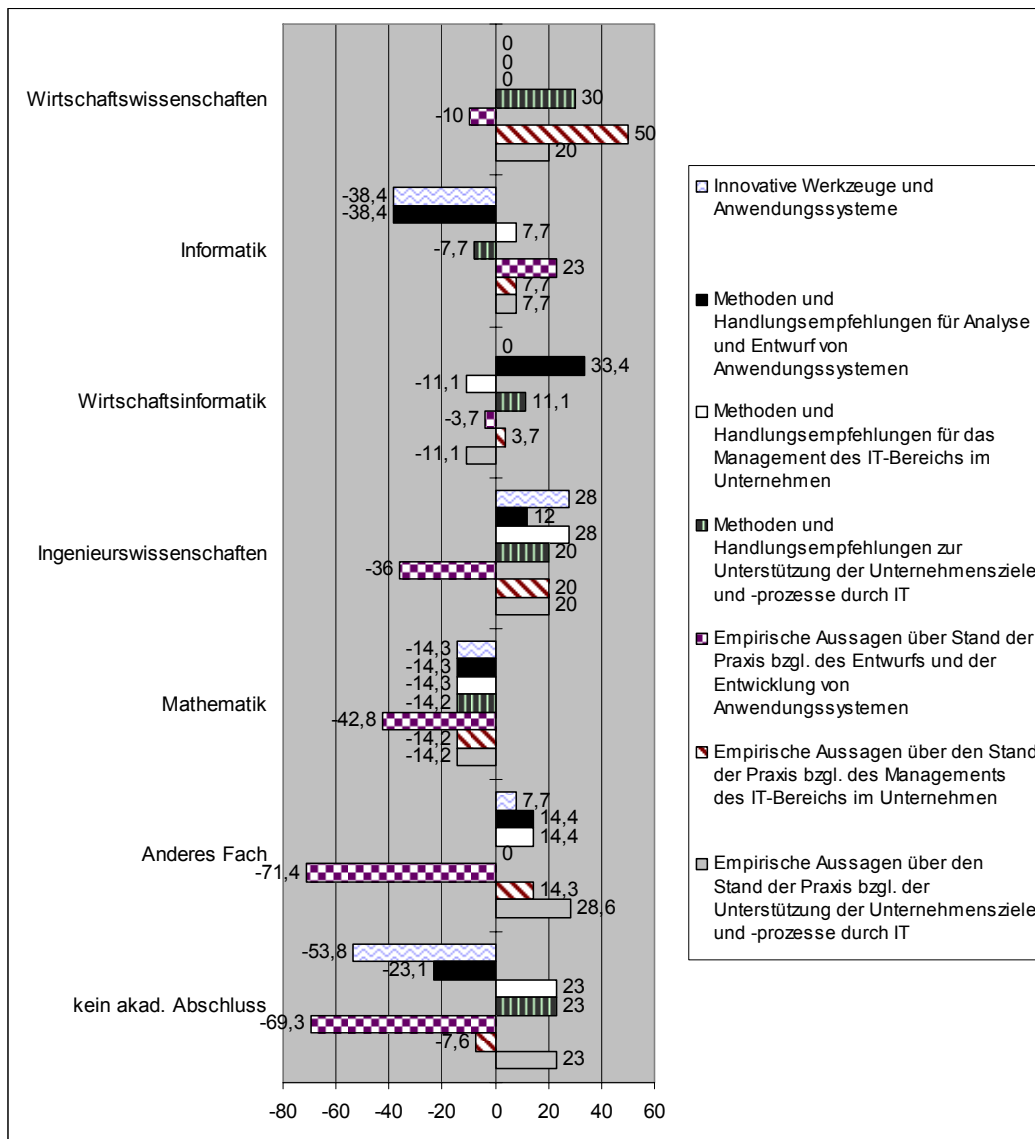 Wirtschaftswissenschaften
0
0
0
30
-10
50
20
Informatik
-38,4
-38,4
7,7
-7,7
23
7,7
7,7
Wirtschaftsinformatik
0
33,4
-11,1
11,1
-3,7
3,7
-11,1
Ingenieurswissenschaften
28
12
28
20
-36
20
20
Mathematik
-14,3
-14,3
-14,3
-14,2
-42,8
-14,2
-14,2
Anderes Fach
7,7
14,4
14,4
0
-71,4
14,3
28,6
kein akad. Abschluss
-53,8
-23,1
23
23
-69,3
-7,6
23
-80 -60 -40 -20 0 20 40 60
Innovative Werkzeuge und
Anwendungssysteme
Methoden und
Handlungsempfehlungen für Analyse
und Entwurf von
Anwendungssystemen
Methoden und
Handlungsempfehlungen für das
Management des IT-Bereichs im
Unternehmen
Methoden und
Handlungsempfehlungen zur
Unterstützung der Unternehmensziele
und -prozesse durch IT
Empirische Aussagen über Stand der
Praxis bzgl. des Entwurfs und der
Entwicklung von
Anwendungssystemen
Empirische Aussagen über den Stand
der Praxis bzgl. des Managements
des IT-Bereichs im Unternehmen
Empirische Aussagen über den
Stand der Praxis bzgl. der
Unterstützung der Unternehmensziele
und -prozesse durch IT